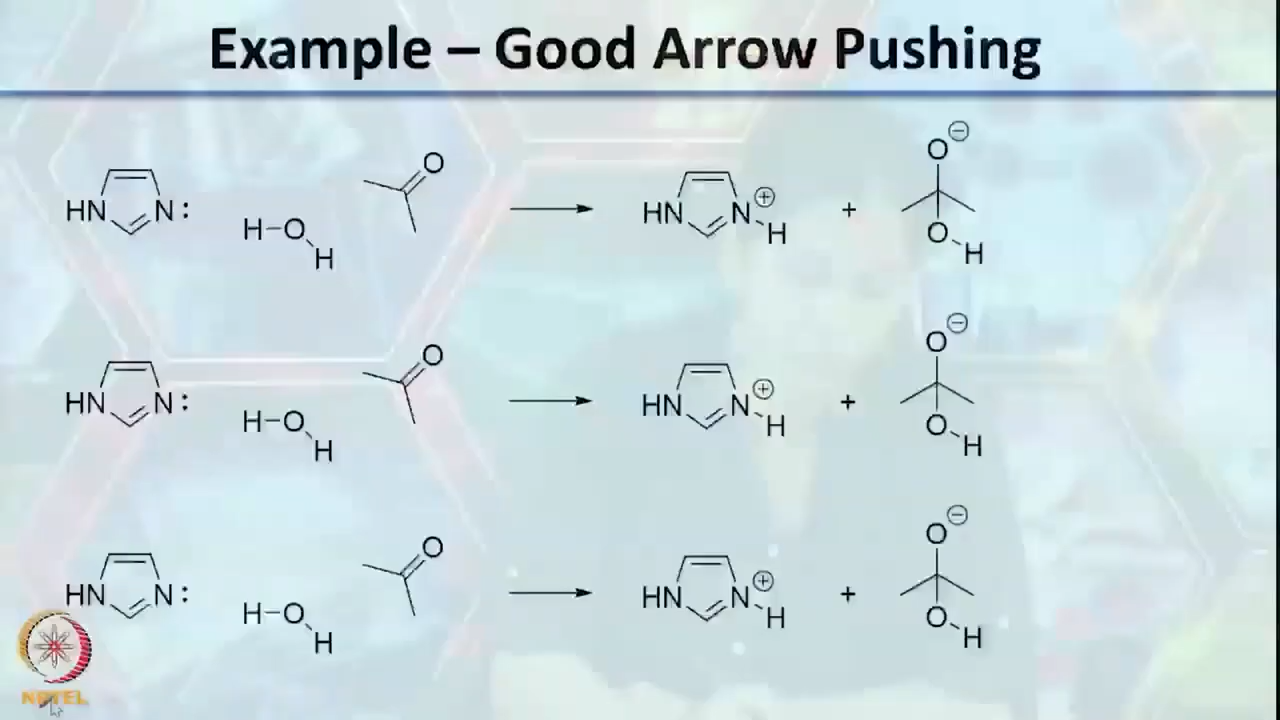 Example – Good Arrow Pushing
HN N: H-O H O → HN N ⊕ H + O ⊖ O H
HN N: H-O H O → HN N ⊕ H + O ⊖ O H
HN N: H-O H O → HN N ⊕ H + O ⊖ O H
NPTEL